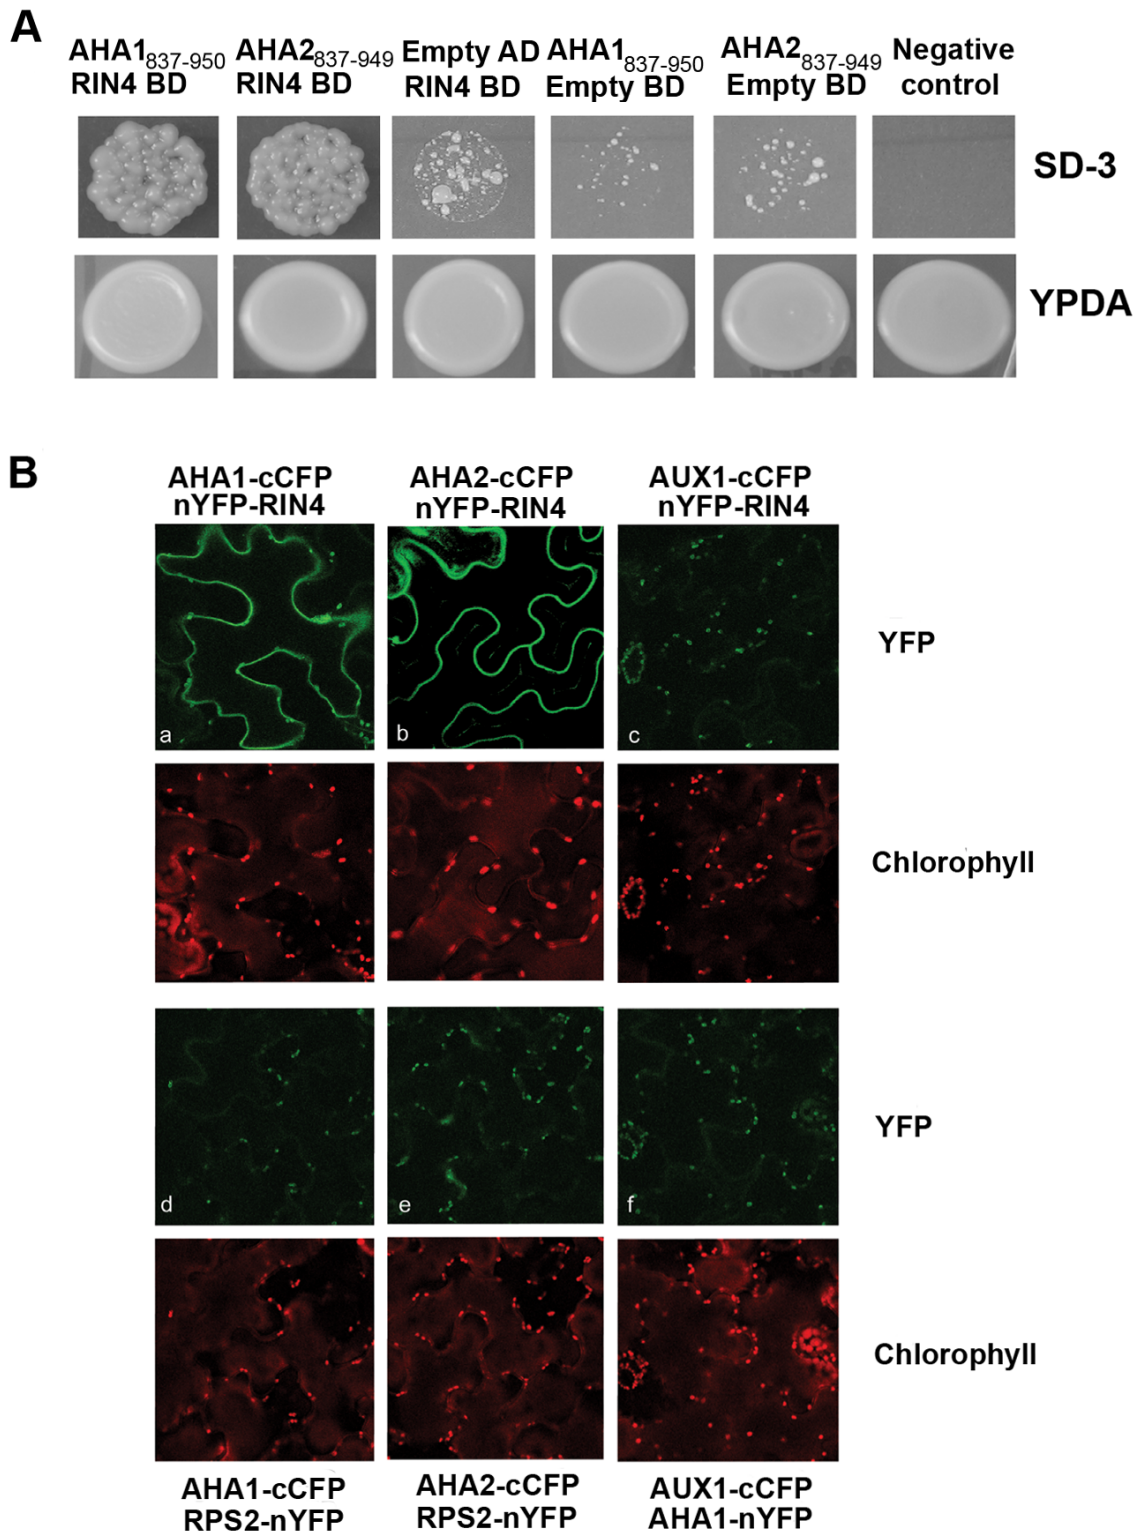 A
AHA1837-950
RIN4 BD
AHA2837-949
RIN4 BD
Empty AD
RIN4 BD
AHA1837-950
Empty BD
AHA2837-949
Empty BD
Negative
control
SD-3
YPDA
B
AHA1-cCFP
nYFP-RIN4
AHA2-cCFP
nYFP-RIN4
AUX1-cCFP
nYFP-RIN4
a
b
c
YFP
Chlorophyll
d
e
f
YFP
Chlorophyll
AHA1-cCFP
RPS2-nYFP
AHA2-cCFP
RPS2-nYFP
AUX1-cCFP
AHA1-nYFP